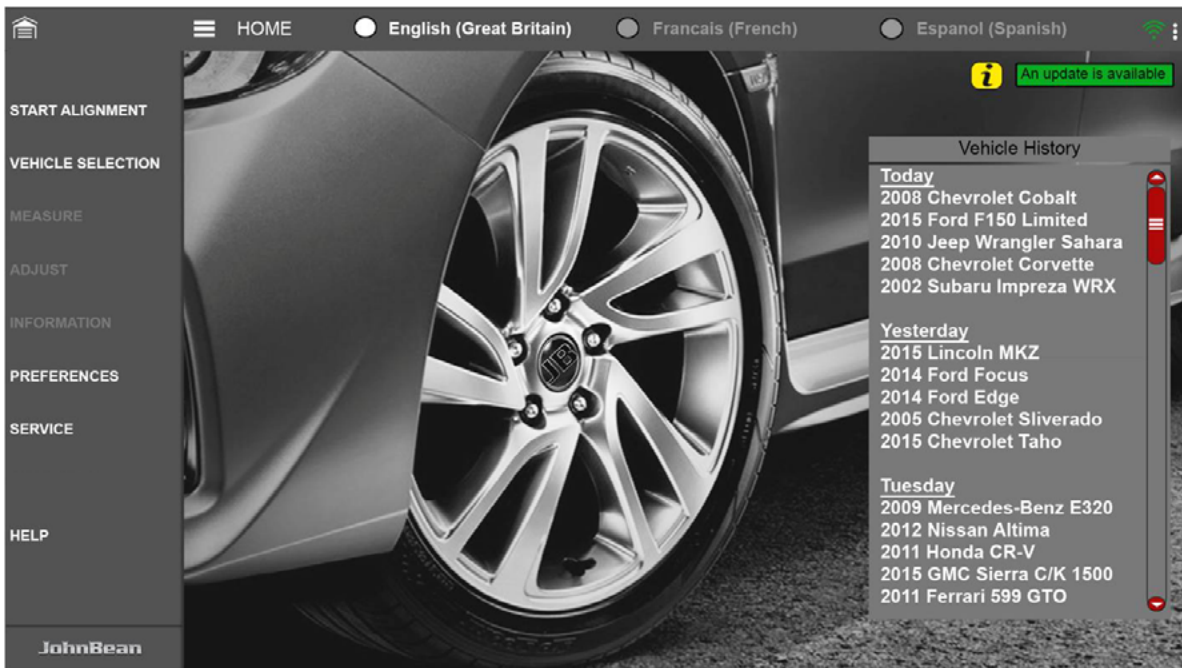 HOME
English (Great Britain)
Francais (French)
Espanol (Spanish)
An update is available
START ALIGNMENT
VEHICLE SELECTION
MEASURE
ADJUST
INFORMATION
PREFERENCES
SERVICE
HELP
JohnBean
JB
Vehicle History
Today
2008 Chevrolet Cobalt
2015 Ford F150 Limited
2010 Jeep Wrangler Sahara
2008 Chevrolet Corvette
2002 Subaru Impreza WRX
Yesterday
2015 Lincoln MKZ
2014 Ford Focus
2014 Ford Edge
2005 Chevrolet Sliverado
2015 Chevrolet Taho
Tuesday
2009 Mercedes-Benz E320
2012 Nissan Altima
2011 Honda CR-V
2015 GMC Sierra C/K 1500
2011 Ferrari 599 GTO